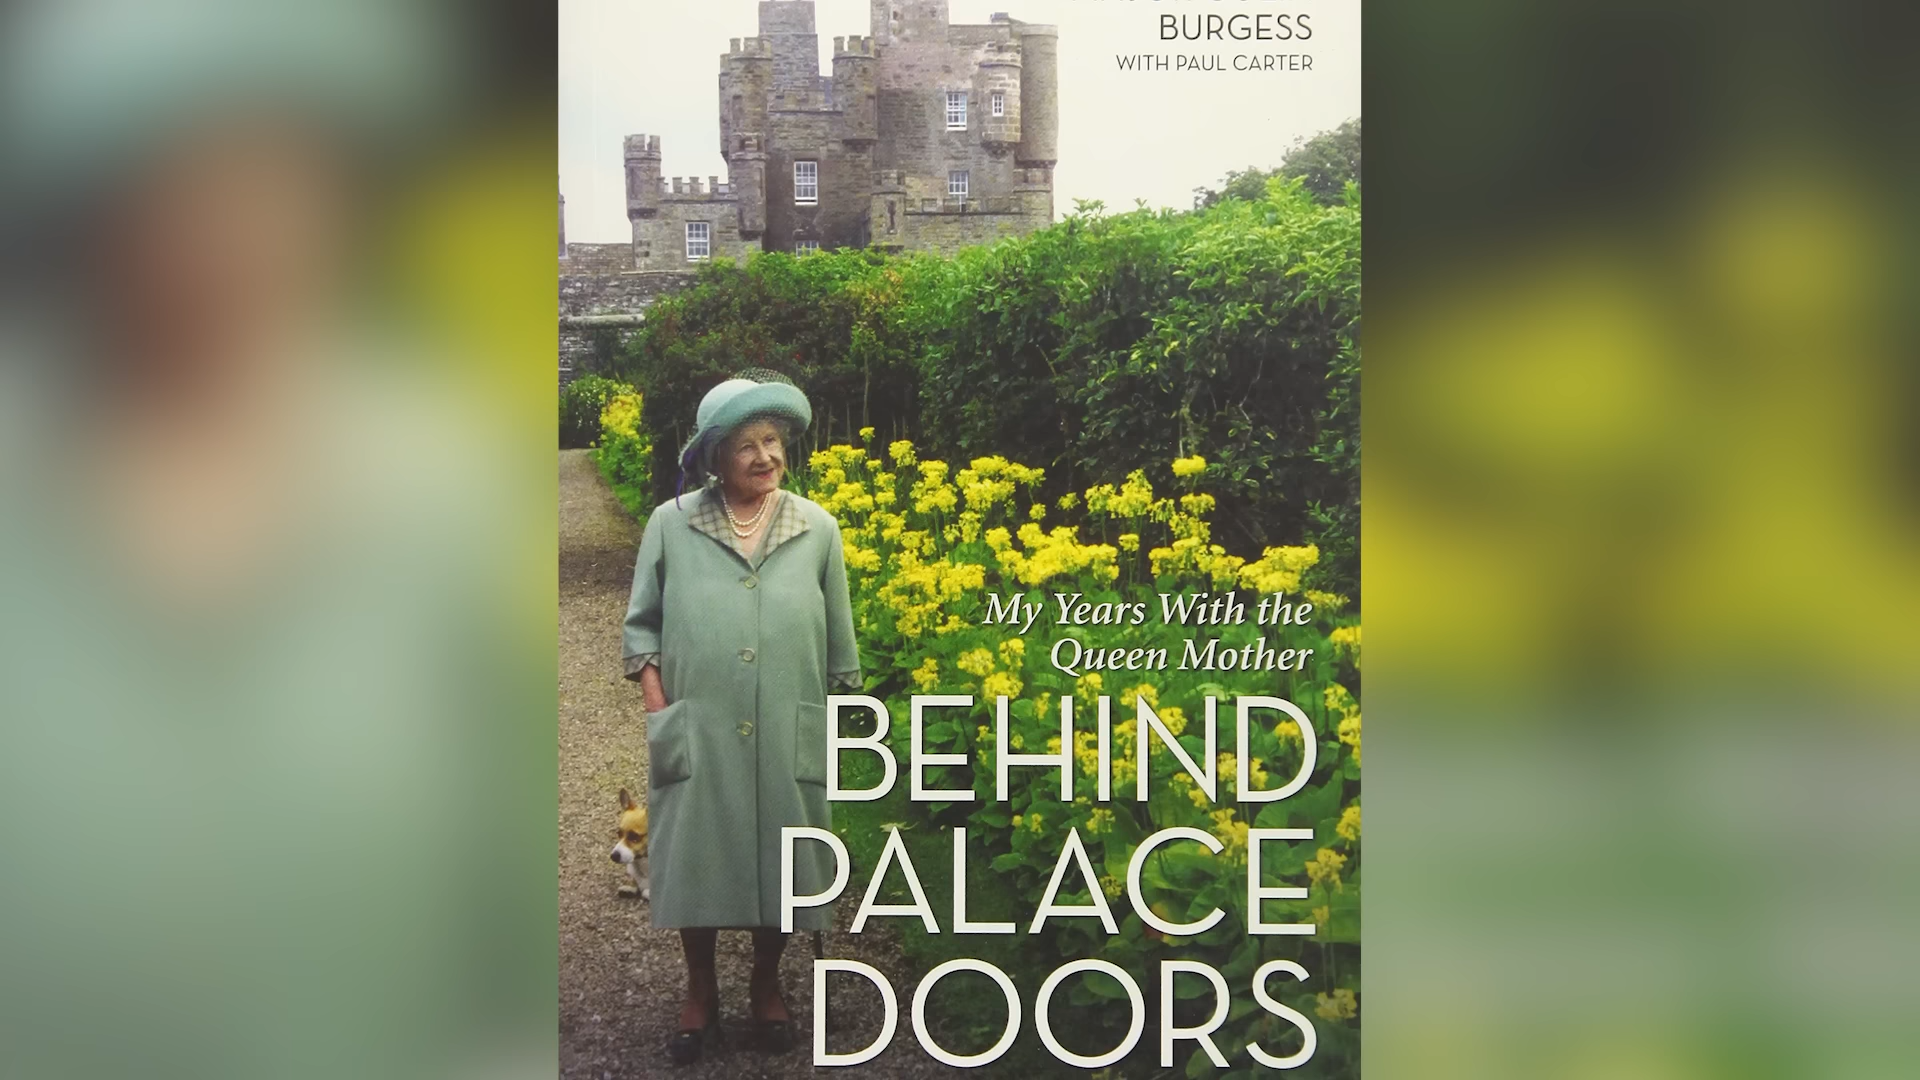 BURGESS
WITH PAUL CARTER
My Years With the
Queen Mother
BEHIND
PALACE
DOORS